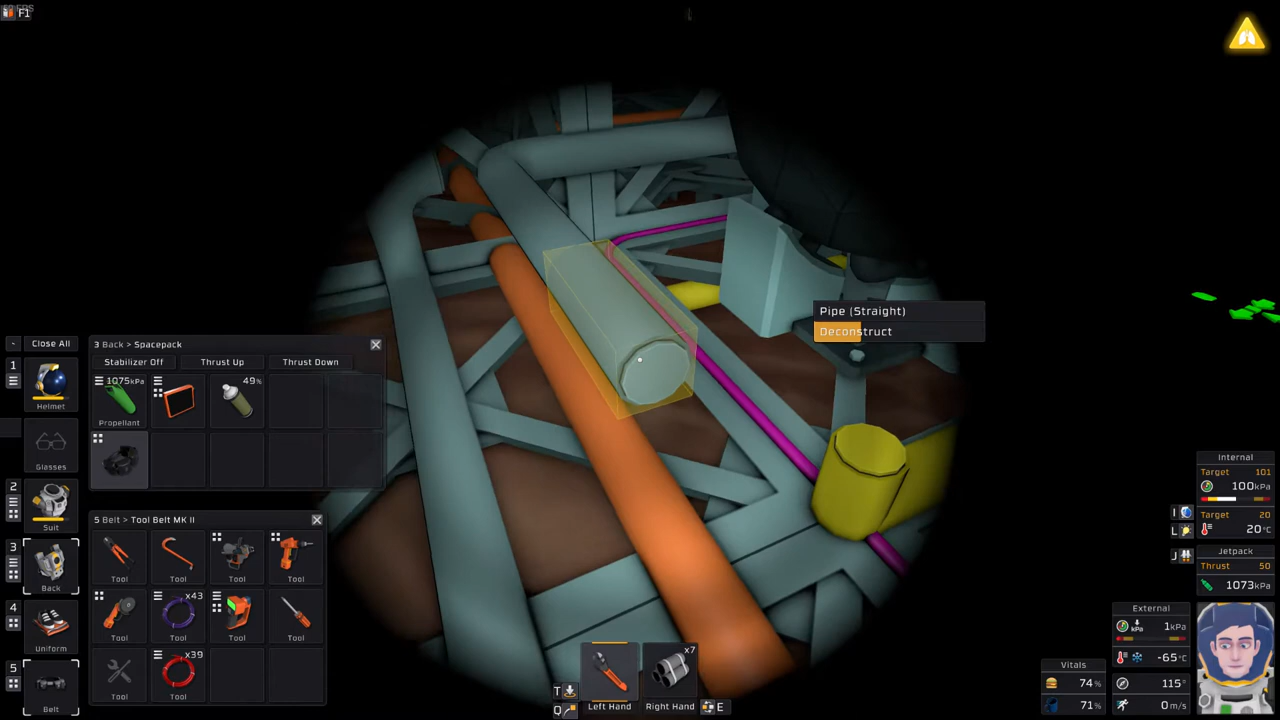 F1
Pipe (Straight)
Deconstruct
Close All
1
Helmet
Glasses
2
Suit
3
Back
4
Uniform
5
Belt
3 Back > Spacepack
Stabilizer Off
Thrust Up
Thrust Down
1075kPa
Propellant
49%
5 Belt > Tool Belt MK II
Tool
Tool
Tool
Tool
Tool
x43
Tool
Tool
Tool
Tool
x39
Tool
T
Q
Left Hand
x7
Right Hand
E
Internal
Target 101
100kPa
Target 20
20°C
I
L
J
Jetpack
Thrust 50
1073kPa
External
kPa
1kPa
-65°C
115°
0m/s
Vitals
74%
71%